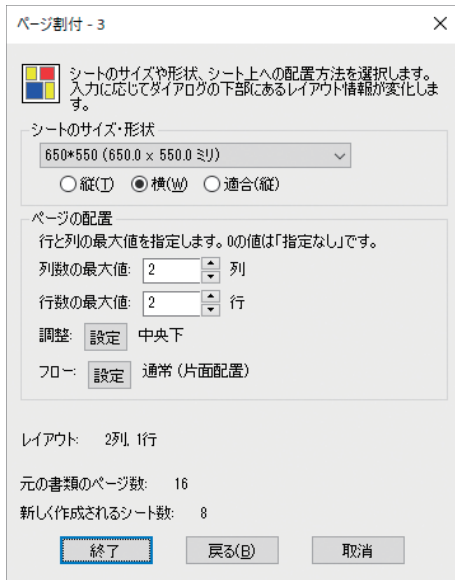 ページ割付 - 3
シートのサイズや形状、シート上への配置方法を選択します。
入力に応じてダイアログの下部にあるレイアウト情報が変化しま
す。
シートのサイズ・形状
650*550 (650.0 x 550.0 ミリ)
縦(T) 横(W) 適合(縦)
ページの配置
行と列の最大値を指定します。0の値は「指定なし」です。
列数の最大値: 2 列
行数の最大値: 2 行
調整: 設定 中央下
フロー: 設定 通常 (片面配置)
レイアウト: 2列, 1行
元の書類のページ数: 16
新しく作成されるシート数: 8
終了 戻る(B) 取消